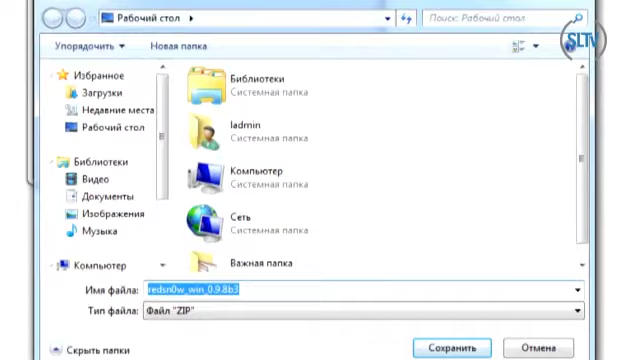 Рабочий стол
Поиск: Рабочий стол
SLTV
Упорядочить
Новая папка
Избранное
Загрузки
Недавние места
Рабочий стол
Библиотеки
Видео
Документы
Изображения
Музыка
Компьютер
Библиотеки
Системная папка
ladmin
Компьютер
Системная папка
Сеть
Системная папка
Важная папка
Имя файла: redsn0w_win_0.9.8b3
Тип файла: Файл "ZIP"
Скрыть папки
Сохранить
Отмена